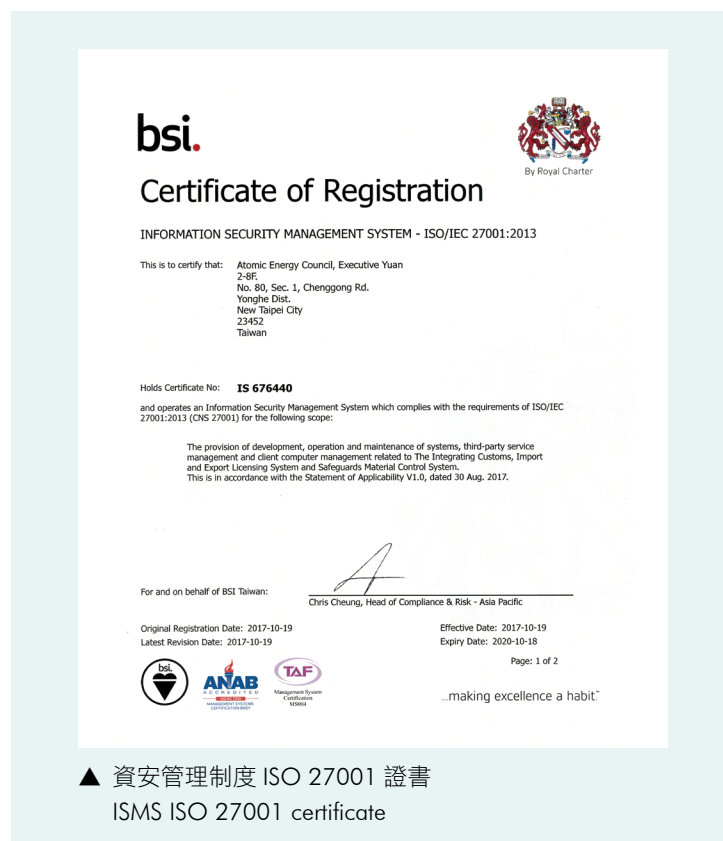 bsi.
By Royal Charter
Certificate of Registration
INFORMATION SECURITY MANAGEMENT SYSTEM - ISO/IEC 27001:2013
This is to certify that: Atomic Energy Council, Executive Yuan
2-8F.
No. 80, Sec. 1, Chenggong Rd.
Yonghe Dist.
New Taipei City
23452
Taiwan
Holds Certificate No: IS 676440
and operates an Information Security Management System which complies with the requirements of ISO/IEC
27001:2013 (CNS 27001) for the following scope:
The provision of development, operation and maintenance of systems, third-party service
management and client computer management related to The Integrating Customs, Import
and Export Licensing System and Safeguards Material Control System.
This is in accordance with the Statement of Applicability V1.0, dated 30 Aug. 2017.
For and on behalf of BSI Taiwan:
Chris Cheung, Head of Compliance & Risk - Asia Pacific
Original Registration Date: 2017-10-19 Effective Date: 2017-10-19
Latest Revision Date: 2017-10-19 Expiry Date: 2020-10-18
Page: 1 of 2
bsi.
ANAB
ACCREDITED
MANAGEMENT SYSTEMS
CERTIFICATION BODY
TAF
Management System
Certification
MS004
...making excellence a habit.™
▲ 資安管理制度 ISO 27001 證書
ISMS ISO 27001 certificate